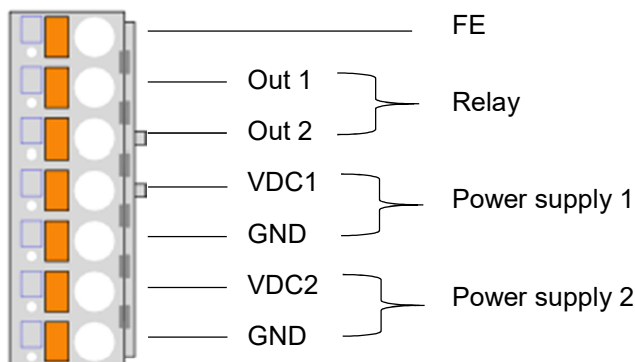 FE
Out 1
Relay
Out 2
VDC1
Power supply 1
GND
VDC2
Power supply 2
GND